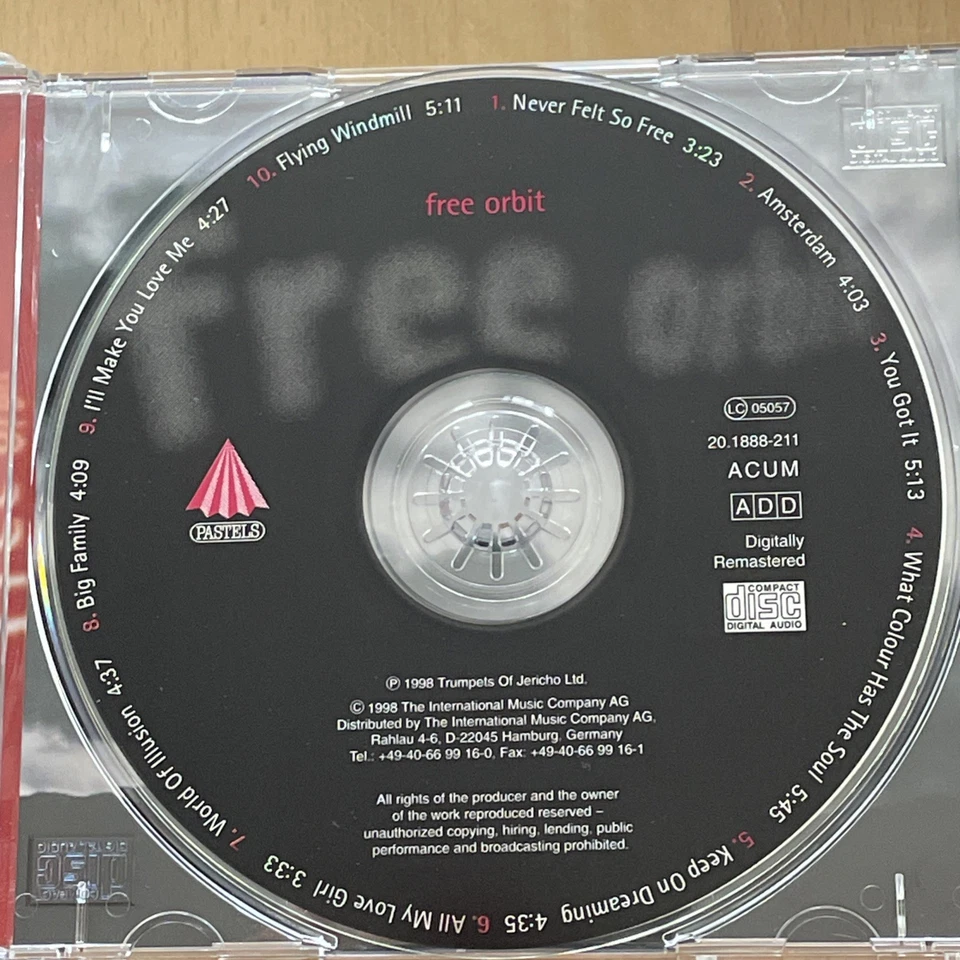 free orbit
free orbi
1. Never Felt So Free 3:23
2. Amsterdam 4:03
3. You Got It 5:13
4. What Colour Has The Soul 5:45
5. Keep On Dreaming 4:35
6. All My Love Girl 3:33
7. World Of Illusion 4:37
8. Big Family 4:09
9. I'll Make You Love Me 4:27
10. Flying Windmill 5:11
PASTELS
LC 05057
20.1888-211
ACUM
ADD
Digitally
Remastered
COMPACT
disc
DIGITAL AUDIO
Ⓟ 1998 Trumpets Of Jericho Ltd.
© 1998 The International Music Company AG
Distributed by The International Music Company AG,
Rahlau 4-6, D-22045 Hamburg, Germany
Tel.: +49-40-66 99 16-0, Fax: +49-40-66 99 16-1
All rights of the producer and the owner
of the work reproduced reserved –
unauthorized copying, hiring, lending, public
performance and broadcasting prohibited.
disc
DIGITAL AUDIO